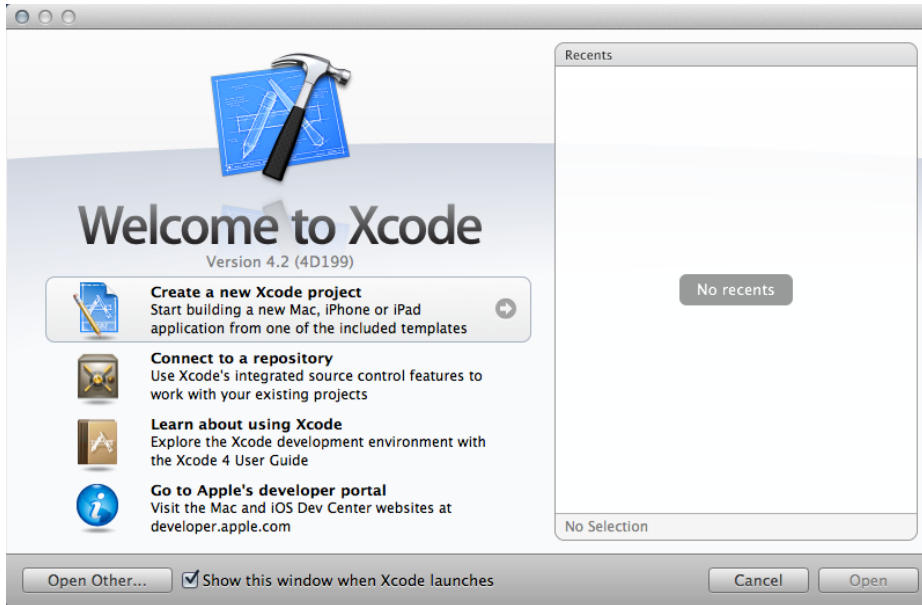 Welcome to Xcode
Version 4.2 (4D199)
Create a new Xcode project
Start building a new Mac, iPhone or iPad
application from one of the included templates
Connect to a repository
Use Xcode's integrated source control features to
work with your existing projects
Learn about using Xcode
Explore the Xcode development environment with
the Xcode 4 User Guide
Go to Apple's developer portal
Visit the Mac and iOS Dev Center websites at
developer.apple.com
Recents
No recents
No Selection
Open Other...
Show this window when Xcode launches
Cancel
Open